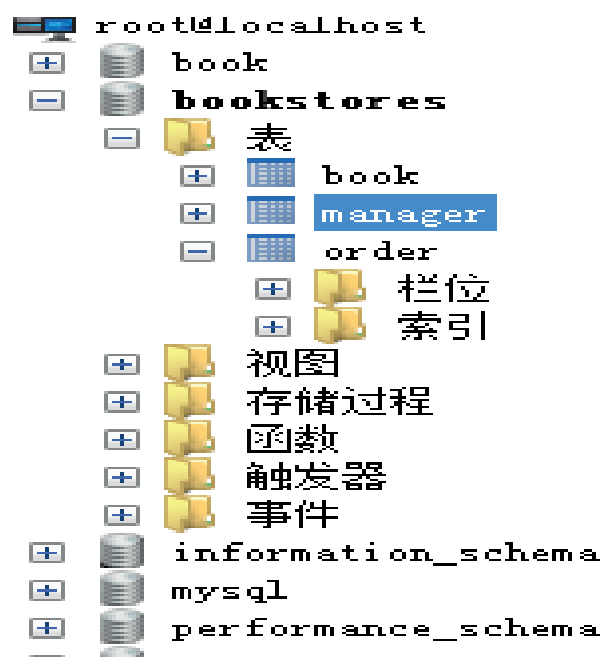 root@localhost
book
bookstores
表
book
manager
order
栏位
索引
视图
存储过程
函数
触发器
事件
information_schema
mysql
performance_schema